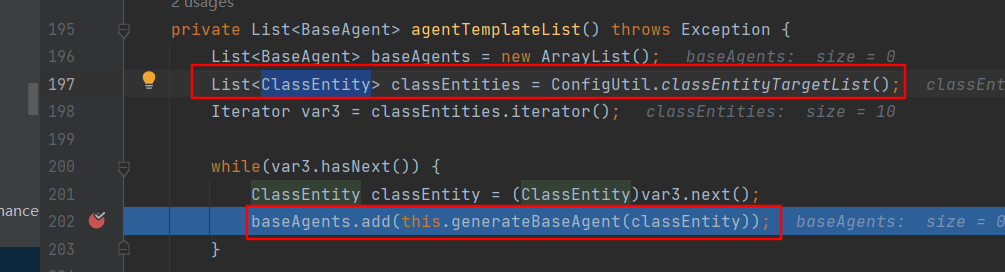 2 usages
195 private List<BaseAgent> agentTemplateList() throws Exception {
196 List<BaseAgent> baseAgents = new ArrayList(); baseAgents: size = 0
197 List<ClassEntity> classEntities = ConfigUtil.classEntityTargetList(); classEnt
198 Iterator var3 = classEntities.iterator(); classEntities: size = 10
199
200 while(var3.hasNext()) {
201 ClassEntity classEntity = (ClassEntity)var3.next();
nance
202 baseAgents.add(this.generateBaseAgent(classEntity)); baseAgents: size = 0
203 }